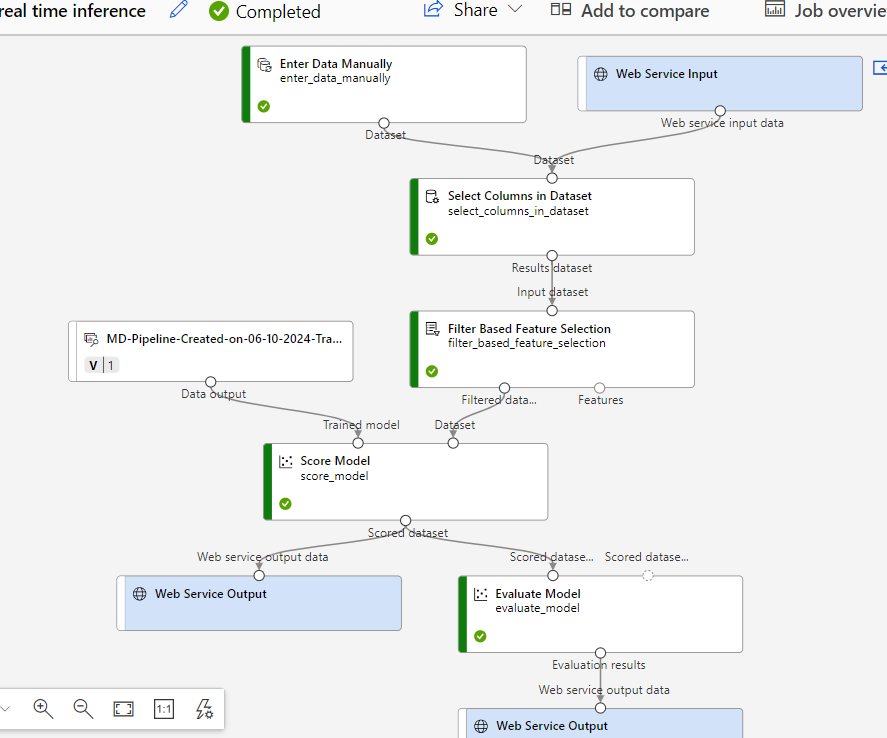 real time inference
Completed
Share
Add to compare
Job overvie
Enter Data Manually
enter_data_manually
Web Service Input
Dataset
Web service input data
Dataset
Select Columns in Dataset
select_columns_in_dataset
Results dataset
Input dataset
MD-Pipeline-Created-on-06-10-2024-Tra...
V 1
Filter Based Feature Selection
filter_based_feature_selection
Data output
Filtered data...
Features
Trained model
Dataset
Score Model
score_model
Scored dataset
Web service output data
Scored datase...
Scored datase...
Web Service Output
Evaluate Model
evaluate_model
Evaluation results
Web service output data
1:1
Web Service Output